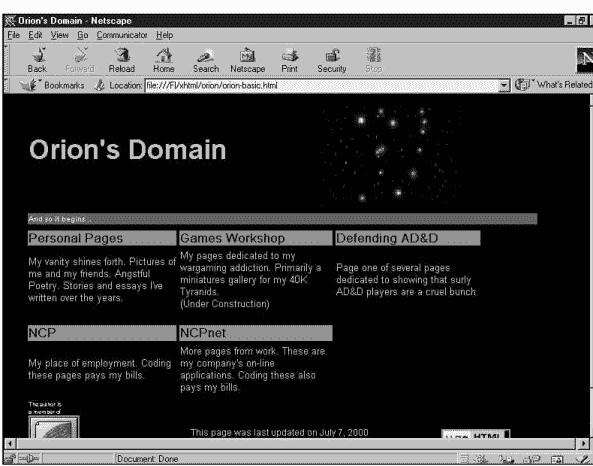 Orion's Domain - Netscape
File Edit View Go Communicator Help
Back Forward Reload Home Search Netscape Print Security Stop
Bookmarks Location: file:///F|/xhtml/orion/orion-basic.html What's Related
Orion's Domain
And so it begins...
Personal Pages Games Workshop Defending AD&D
My vanity shines forth. Pictures of
me and my friends. Angstful
Poetry. Stories and essays I've
written over the years.
My pages dedicated to my
wargaming addiction. Primarily a
miniatures gallery for my 40K
Tyranids.
(Under Construction)
Page one of several pages
dedicated to showing that surly
AD&D players are a cruel bunch.
NCP NCPnet
My place of employment. Coding
these pages pays my bills.
More pages from work. These are
my company's on-line
applications. Coding these also
pays my bills.
The author is
a member of
This page was last updated on July 7, 2000
HTML
Document: Done